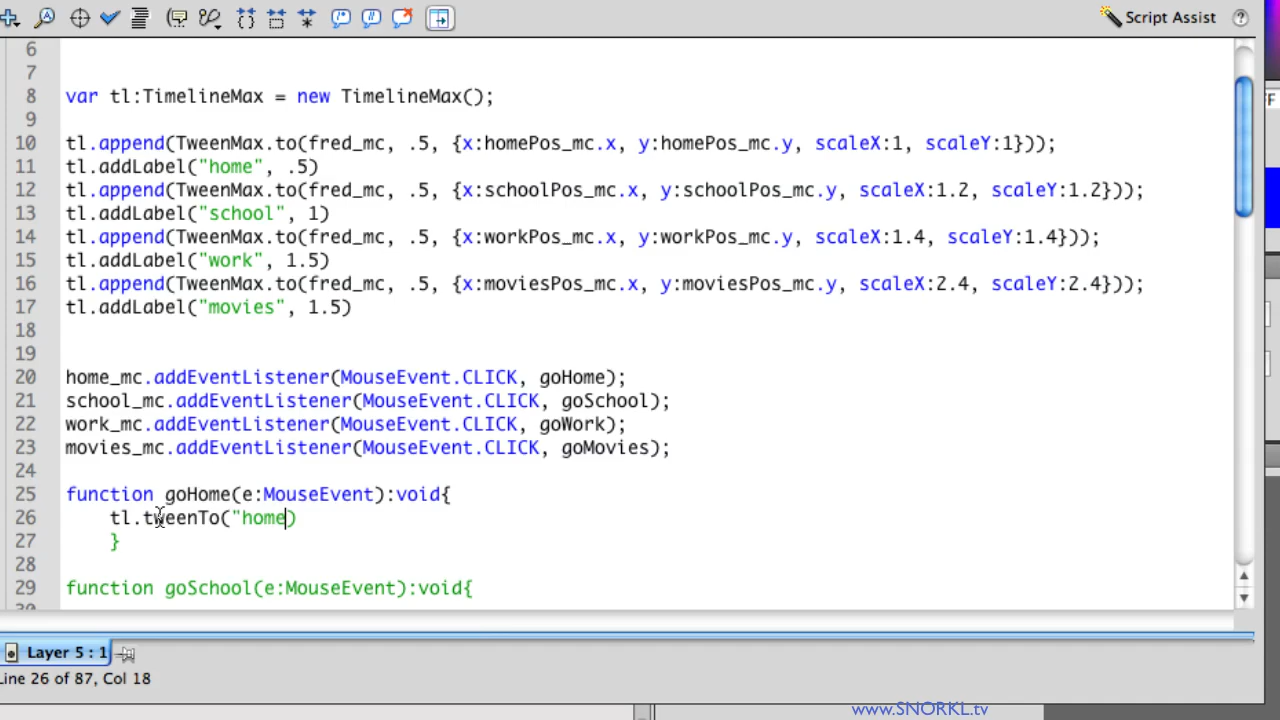 Script Assist
6
7
8 var tl:TimelineMax = new TimelineMax();
9
10 tl.append(TweenMax.to(fred_mc, .5, {x:homePos_mc.x, y:homePos_mc.y, scaleX:1, scaleY:1}));
11 tl.addLabel("home", .5)
12 tl.append(TweenMax.to(fred_mc, .5, {x:schoolPos_mc.x, y:schoolPos_mc.y, scaleX:1.2, scaleY:1.2}));
13 tl.addLabel("school", 1)
14 tl.append(TweenMax.to(fred_mc, .5, {x:workPos_mc.x, y:workPos_mc.y, scaleX:1.4, scaleY:1.4}));
15 tl.addLabel("work", 1.5)
16 tl.append(TweenMax.to(fred_mc, .5, {x:moviesPos_mc.x, y:moviesPos_mc.y, scaleX:2.4, scaleY:2.4}));
17 tl.addLabel("movies", 1.5)
18
19
20 home_mc.addEventListener(MouseEvent.CLICK, goHome);
21 school_mc.addEventListener(MouseEvent.CLICK, goSchool);
22 work_mc.addEventListener(MouseEvent.CLICK, goWork);
23 movies_mc.addEventListener(MouseEvent.CLICK, goMovies);
24
25 function goHome(e:MouseEvent):void{
26 tl.tweenTo("home)
27 }
28
29 function goSchool(e:MouseEvent):void{
Layer 5 : 1
Line 26 of 87, Col 18
www.SNORKL.tv